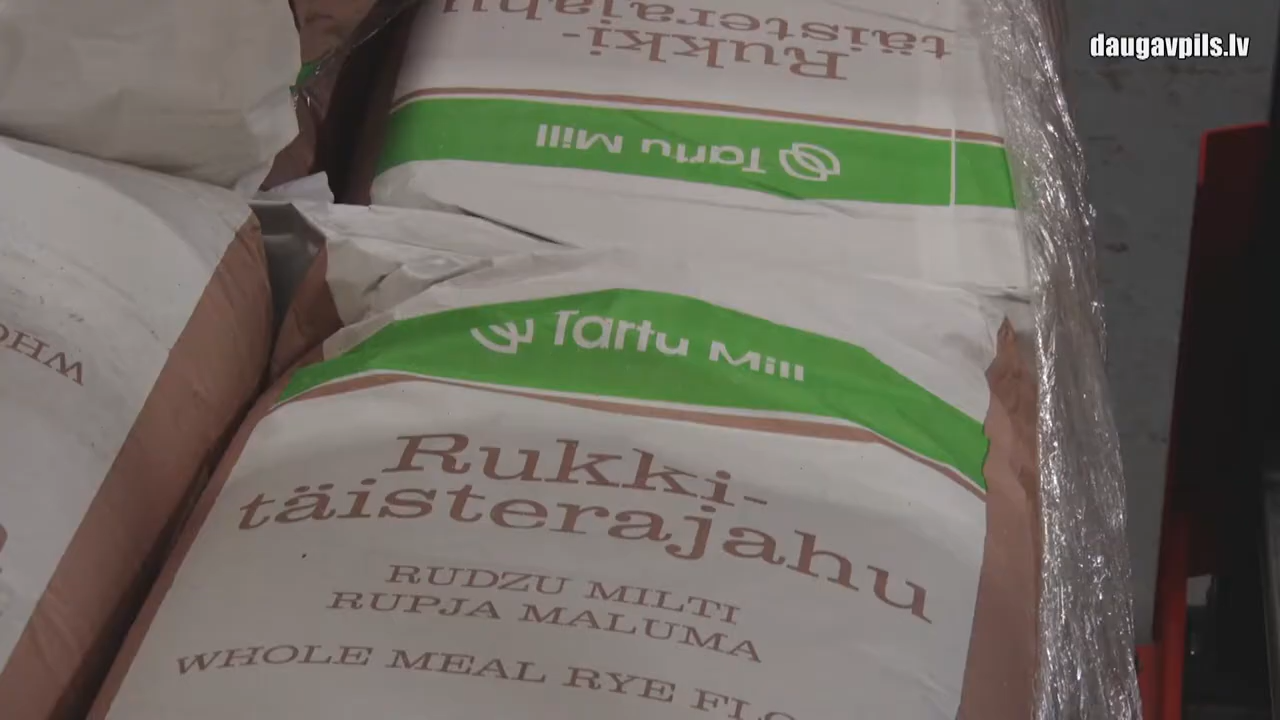 daugavpils.lv
täisterajahu
Rukki-
Tartu Mill
Tartu Mill
Rukki-
täisterajahu
RUDZU MILTI
RUPJA MALUMA
WHOLE MEAL RYE